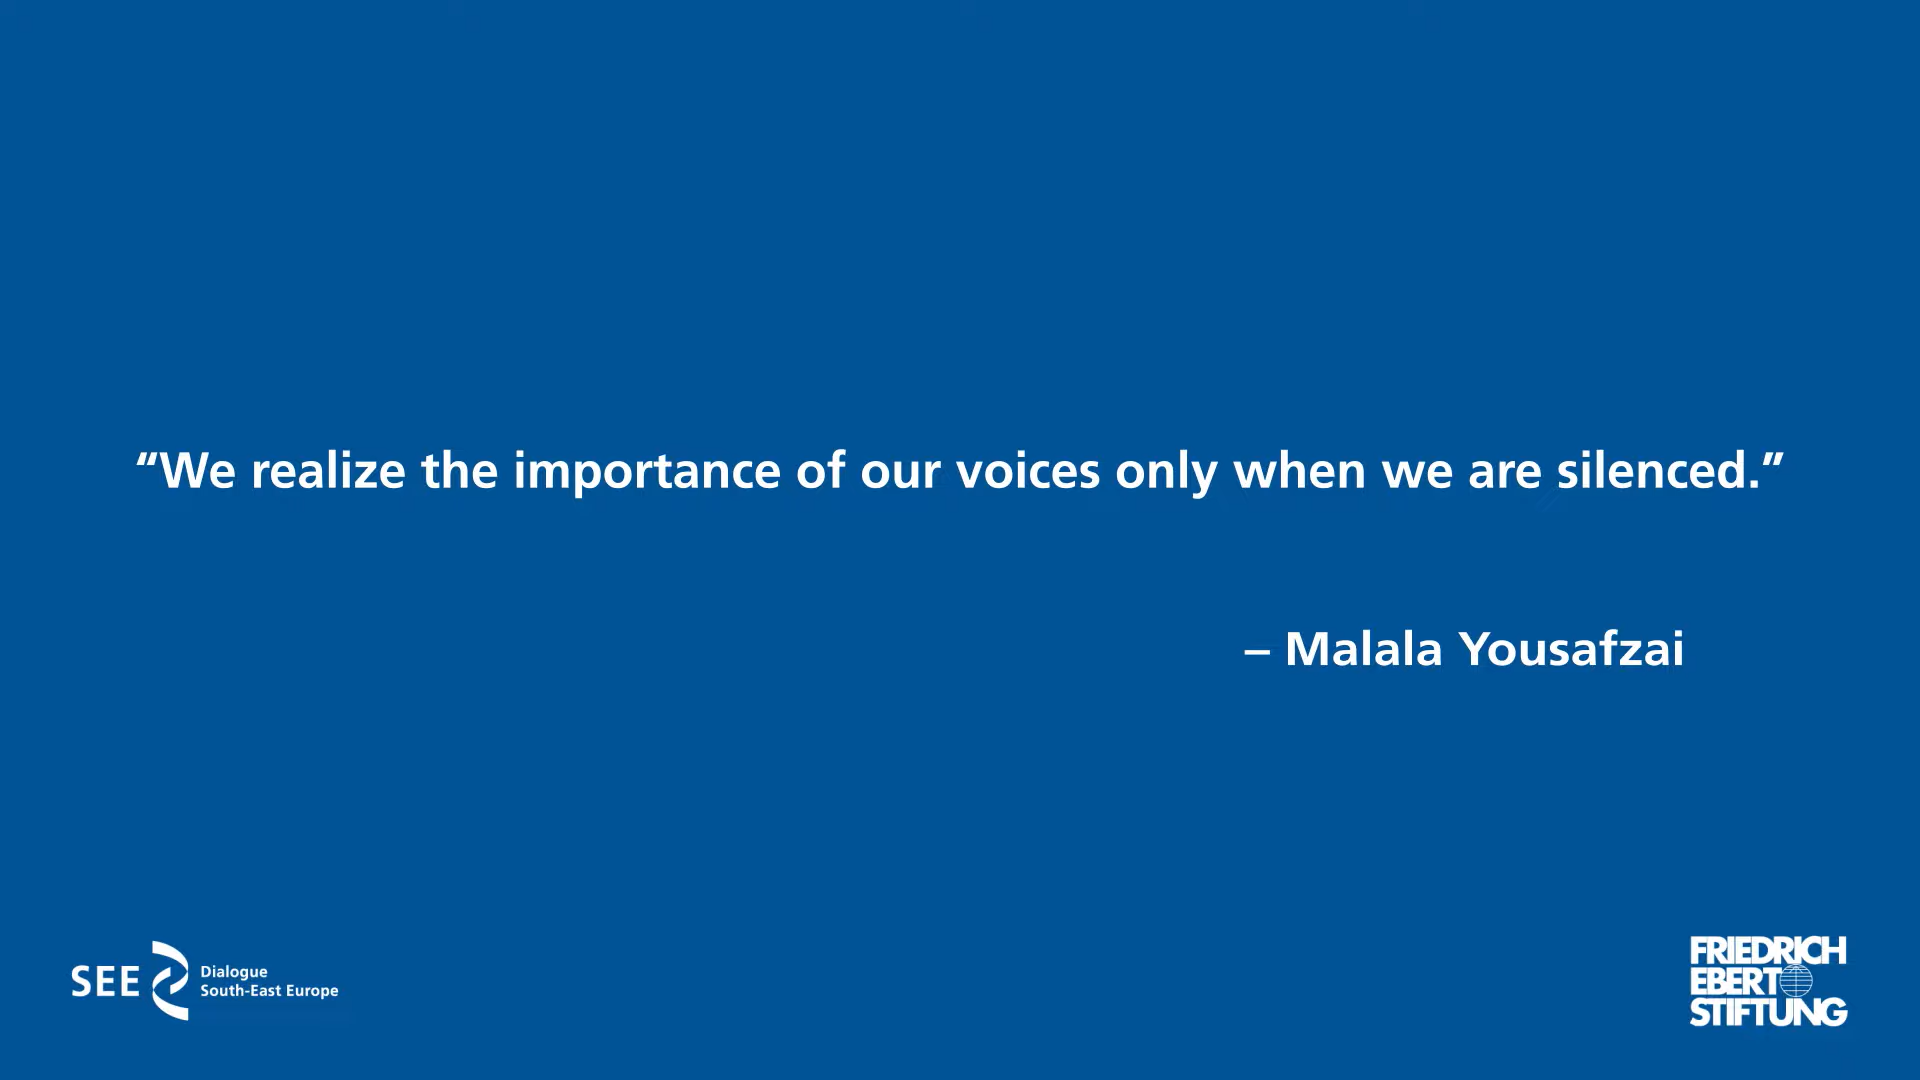 “We realize the importance of our voices only when we are silenced.”
– Malala Yousafzai
SEE
Dialogue
South-East Europe
FRIEDRICH
EBERT
STIFTUNG